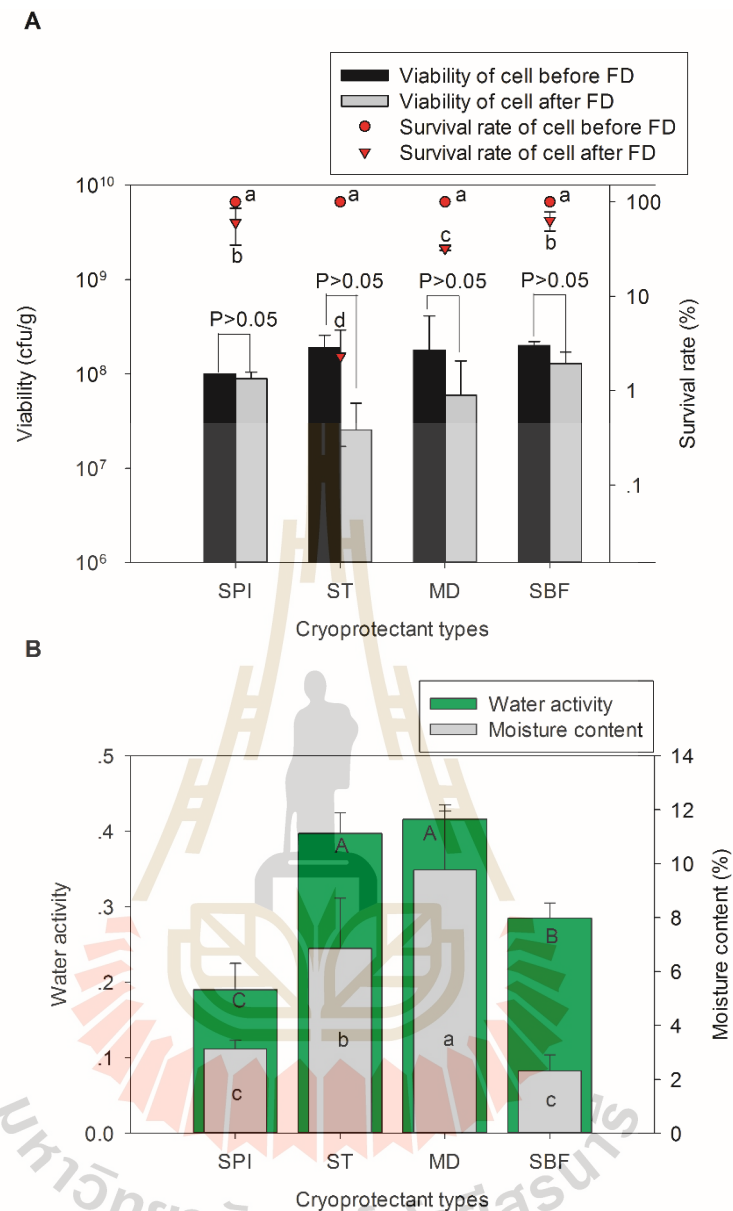 A
Viability of cell before FD
Viability of cell after FD
Survival rate of cell before FD
Survival rate of cell after FD
10^10
10^9
10^8
10^7
10^6
Viability (cfu/g)
100
10
1
.1
Survival rate (%)
a
a
a
a
b
d
c
b
P>0.05
P>0.05
P>0.05
P>0.05
SPI
ST
MD
SBF
Cryoprotectant types
B
Water activity
Moisture content
.5
.4
.3
.2
.1
0.0
Water activity
14
12
10
8
6
4
2
0
Moisture content (%)
C
A
A
B
c
b
a
c
SPI
ST
MD
SBF
Cryoprotectant types